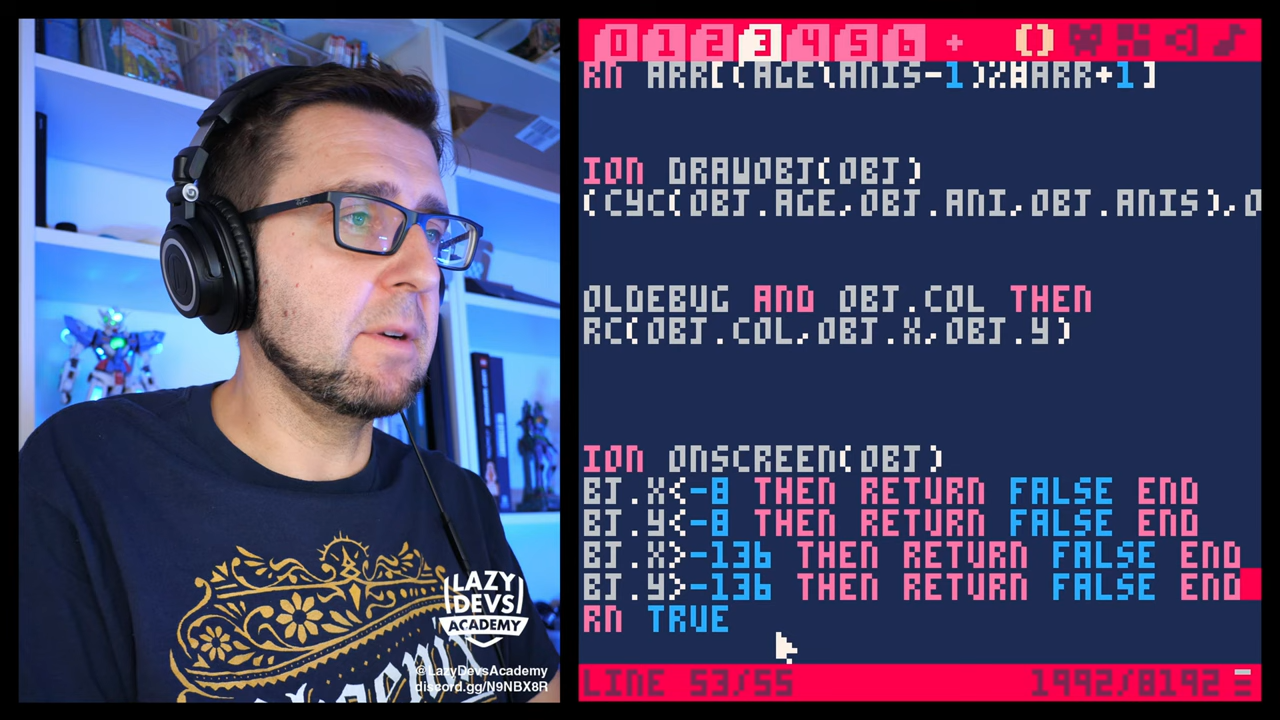 0 1 2 3 4 5 6 + ()
RN ARR[(AGE\ANIS-1)%#ARR+1]
ION DRAWOBJ(OBJ)
(CYC(OBJ.AGE,OBJ.ANI,OBJ.ANIS),O
OLDEBUG AND OBJ.COL THEN
RC(OBJ.COL,OBJ.X,OBJ.Y)
ION ONSCREEN(OBJ)
BJ.X<-8 THEN RETURN FALSE END
BJ.Y<-8 THEN RETURN FALSE END
BJ.X>-136 THEN RETURN FALSE END
BJ.Y>-136 THEN RETURN FALSE END
RN TRUE
LINE 53/55 1992/8192
LAZY
DEVS
ACADEMY
@LazyDevsAcademy
discord.gg/N9NBX8R